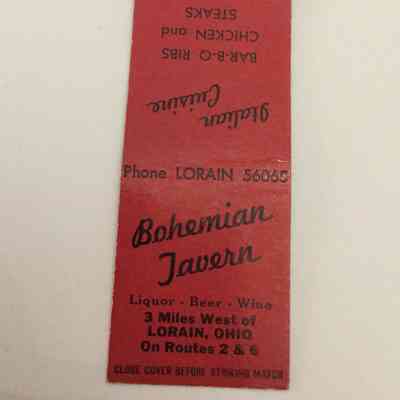 Italian
Cuisine
BAR-B-Q RIBS
CHICKEN and
STEAKS
Phone LORAIN 56065
Bohemian
Tavern
Liquor - Beer - Wine
3 Miles West of
LORAIN, OHIO
On Routes 2 & 6
CLOSE COVER BEFORE STRIKING MATCH